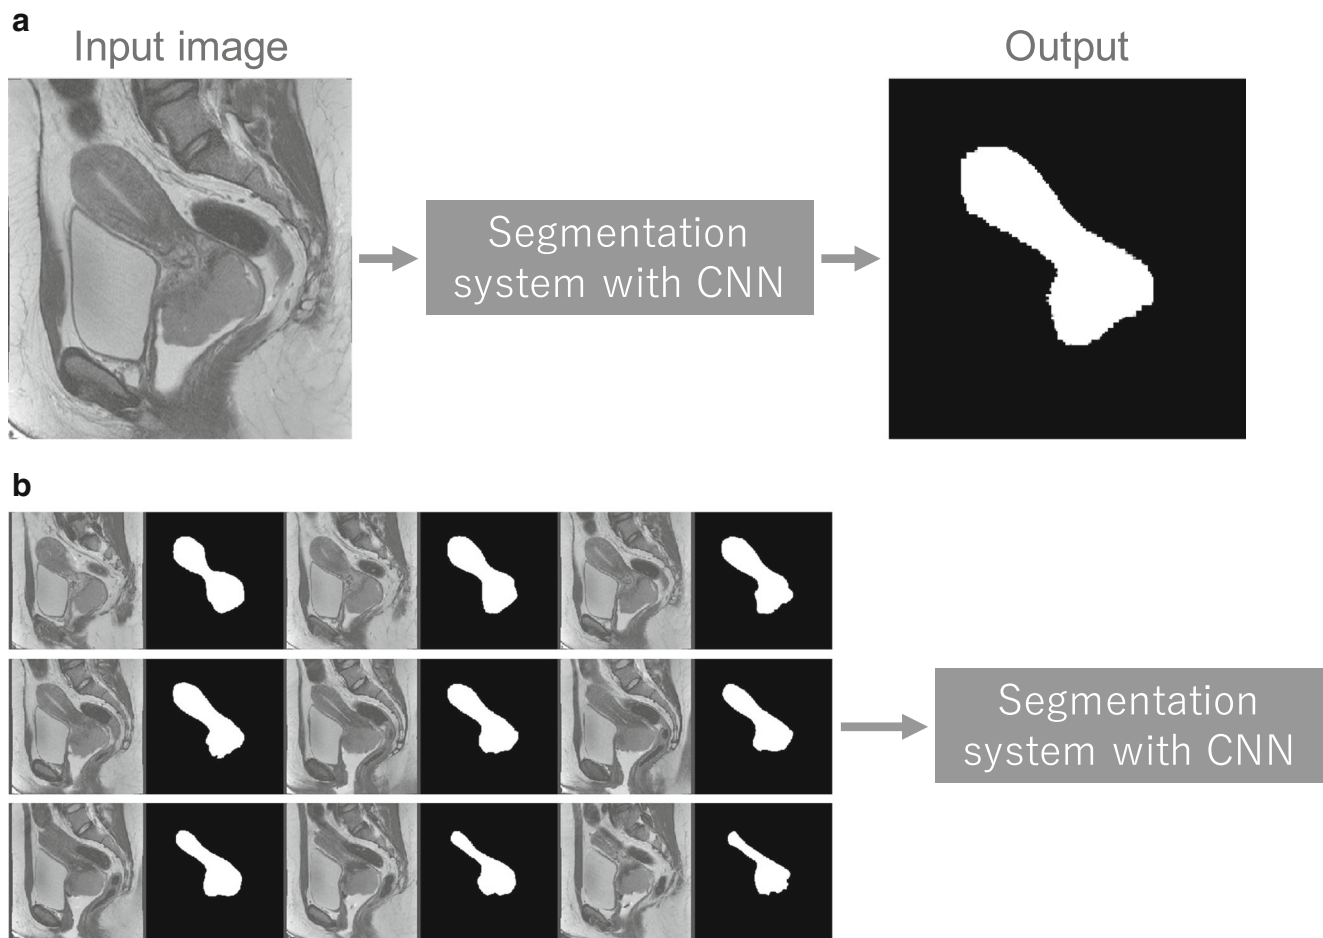 a
Input image
Output
Segmentation
system with CNN
b
Segmentation
system with CNN